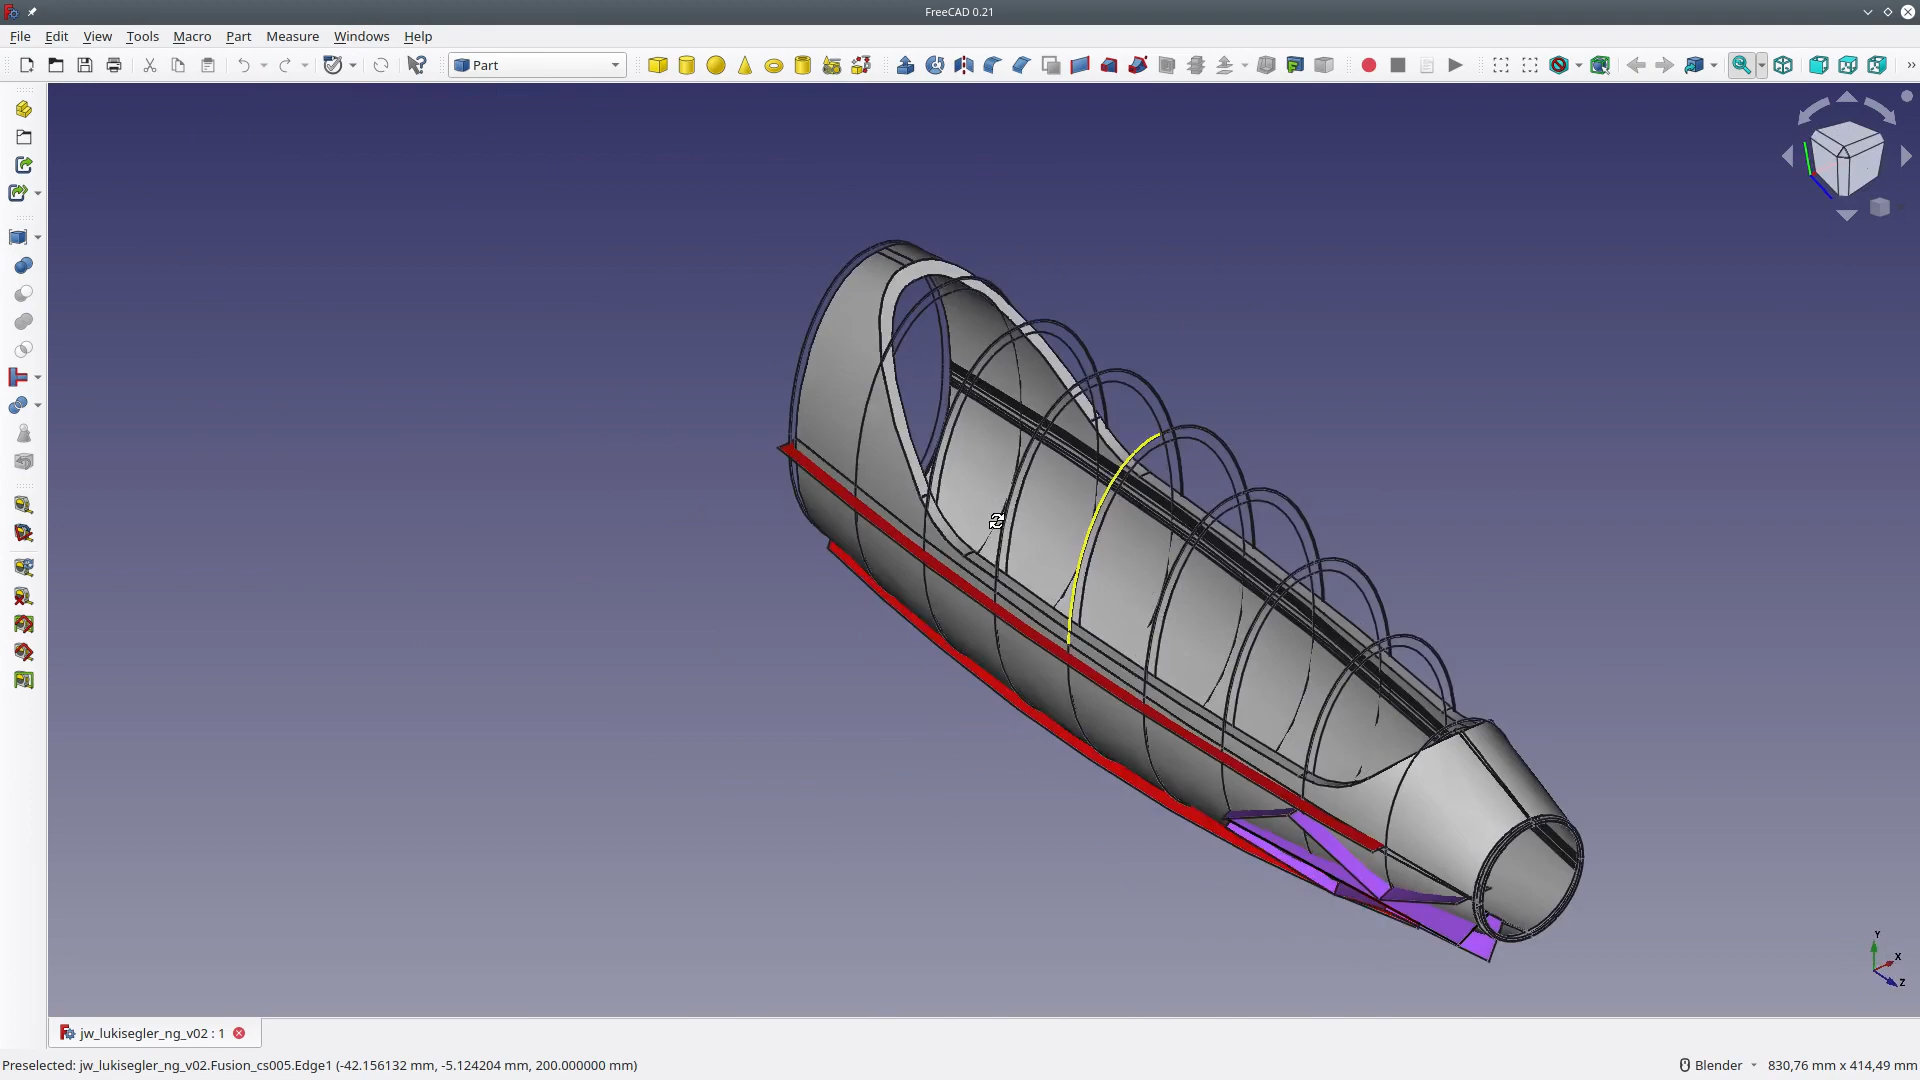 FreeCAD 0.21
File Edit View Tools Macro Part Measure Windows Help
Part
Y
X
Z
jw_lukisegler_ng_v02 : 1
Preselected: jw_lukisegler_ng_v02.Fusion_cs005.Edge1 (-42.156132 mm, -5.124204 mm, 200.000000 mm)
Blender
830,76 mm x 414,49 mm